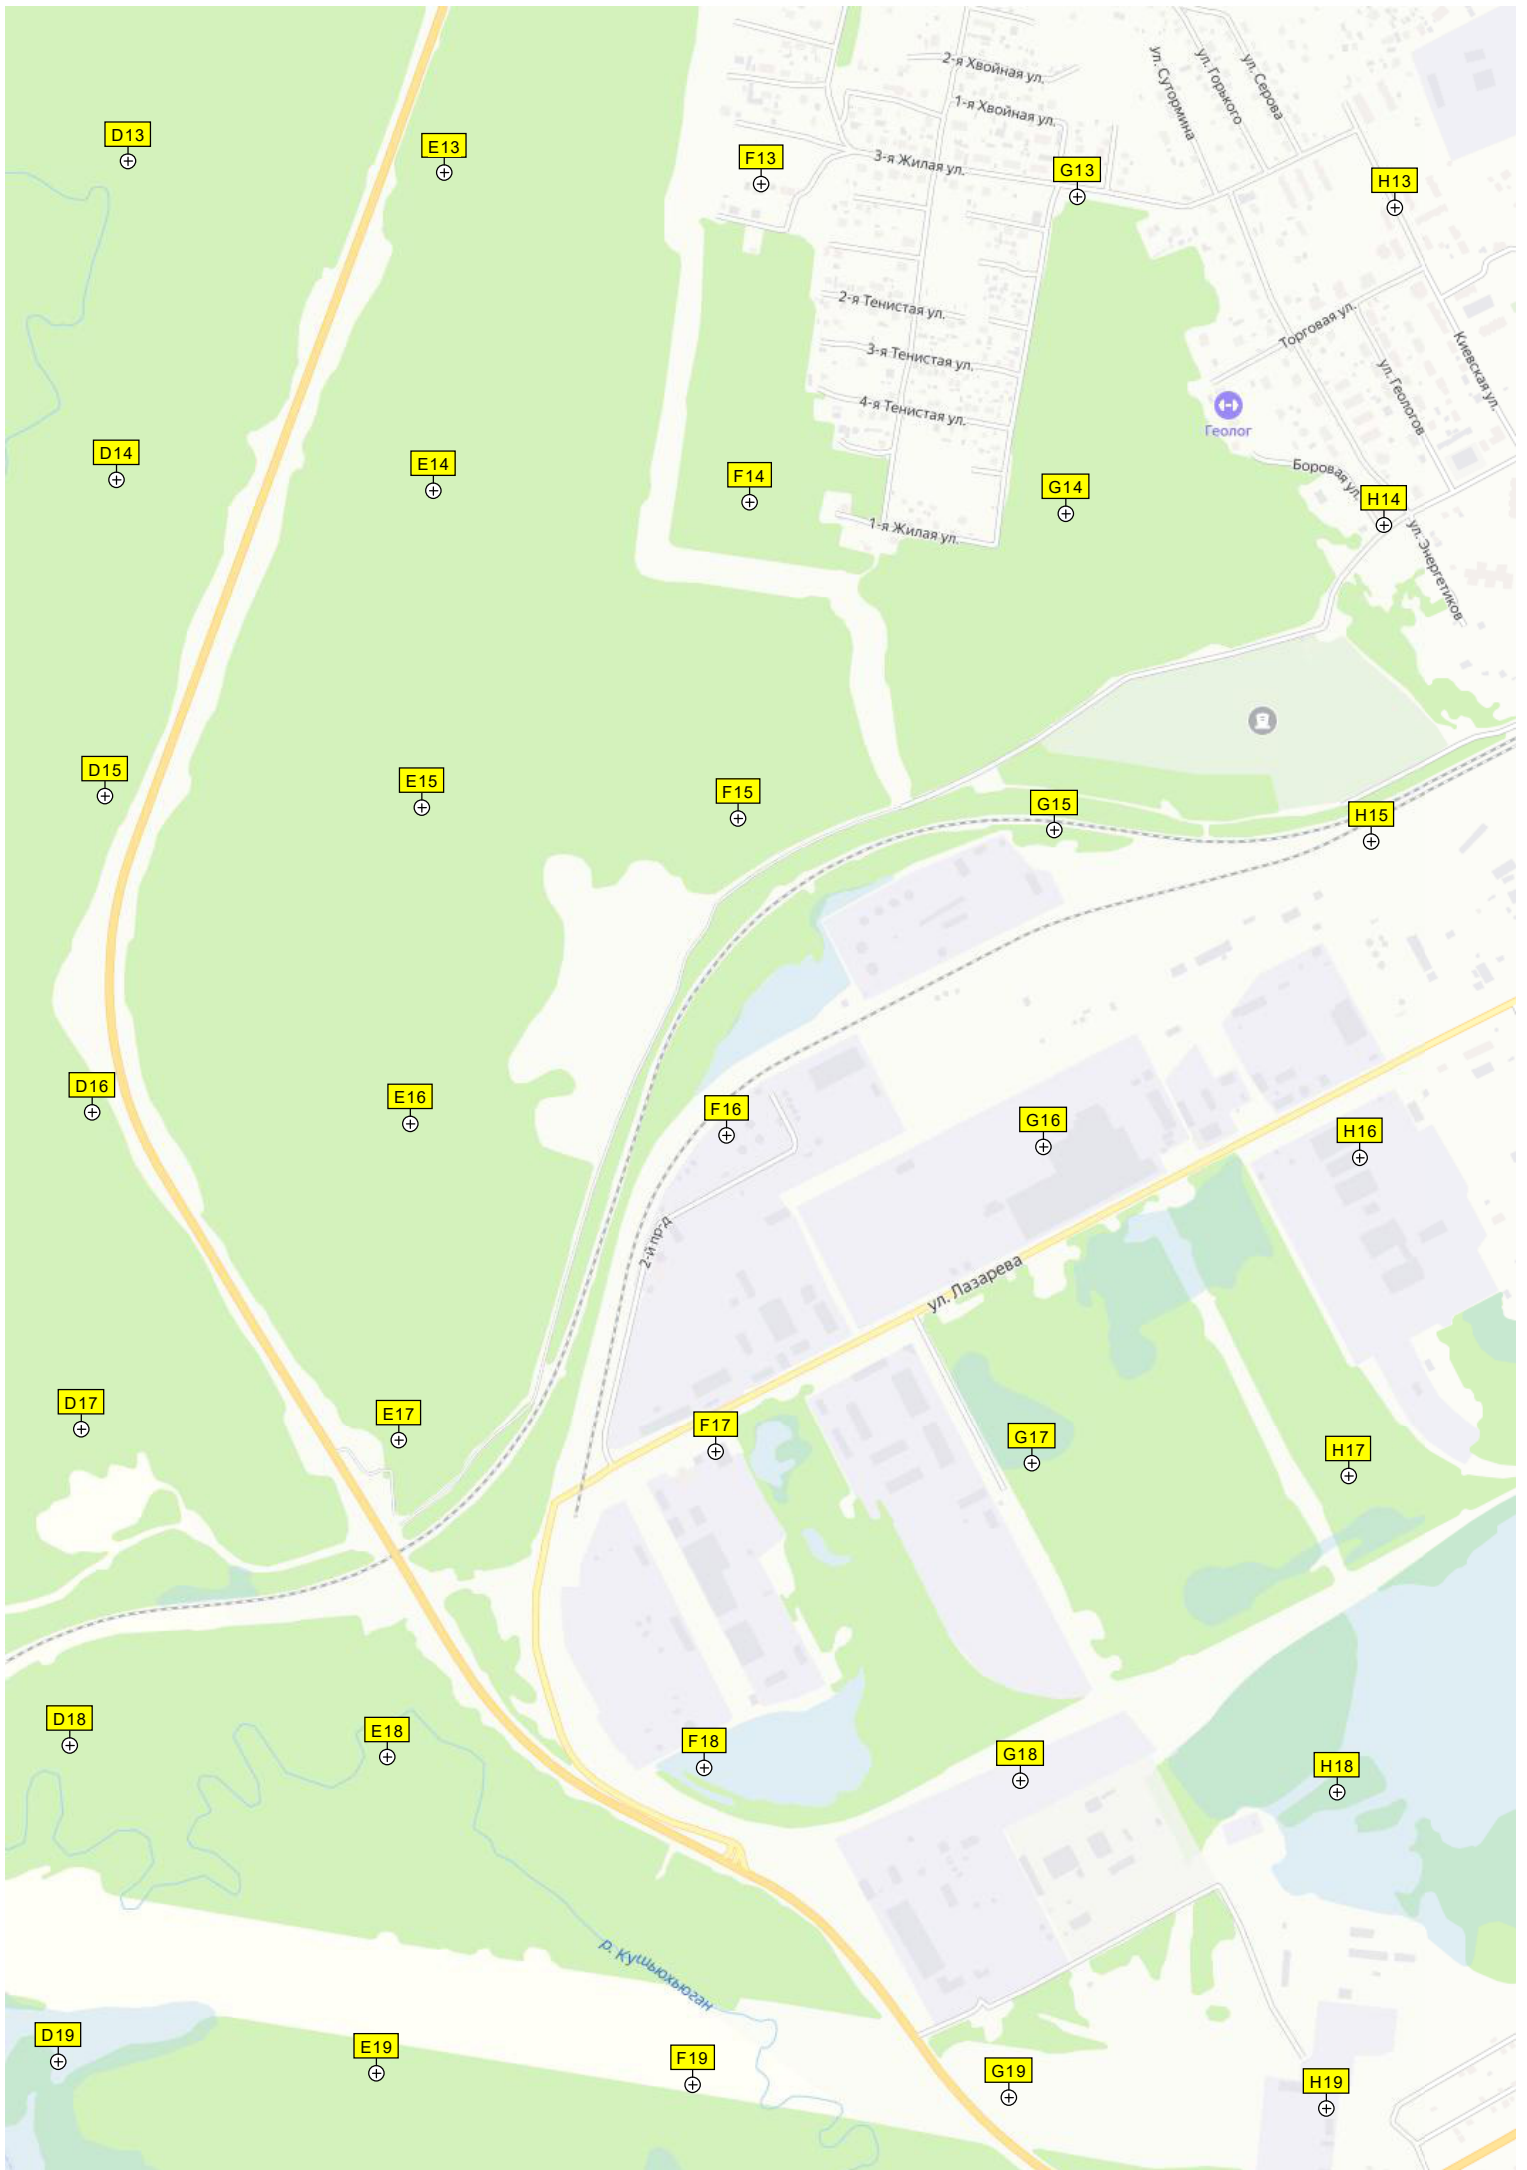 2-я Хвойная ул.
ул. Сутормина
ул. Горького
ул. Серова
1-я Хвойная ул.
D13
E13
F13
3-я Жилая ул.
G13
H13
2-я Тенистая ул.
Торговая ул.
Киевская ул.
3-я Тенистая ул.
ул. Геологов
4-я Тенистая ул.
Геолог
D14
E14
F14
G14
Боровая ул.
H14
1-я Жилая ул.
ул. Энергетиков
D15
E15
F15
G15
H15
D16
E16
F16
G16
H16
2-й пр-д
ул. Лазарева
D17
E17
F17
G17
H17
D18
E18
F18
G18
H18
р. Кутьюхьюган
D19
E19
F19
G19
H19